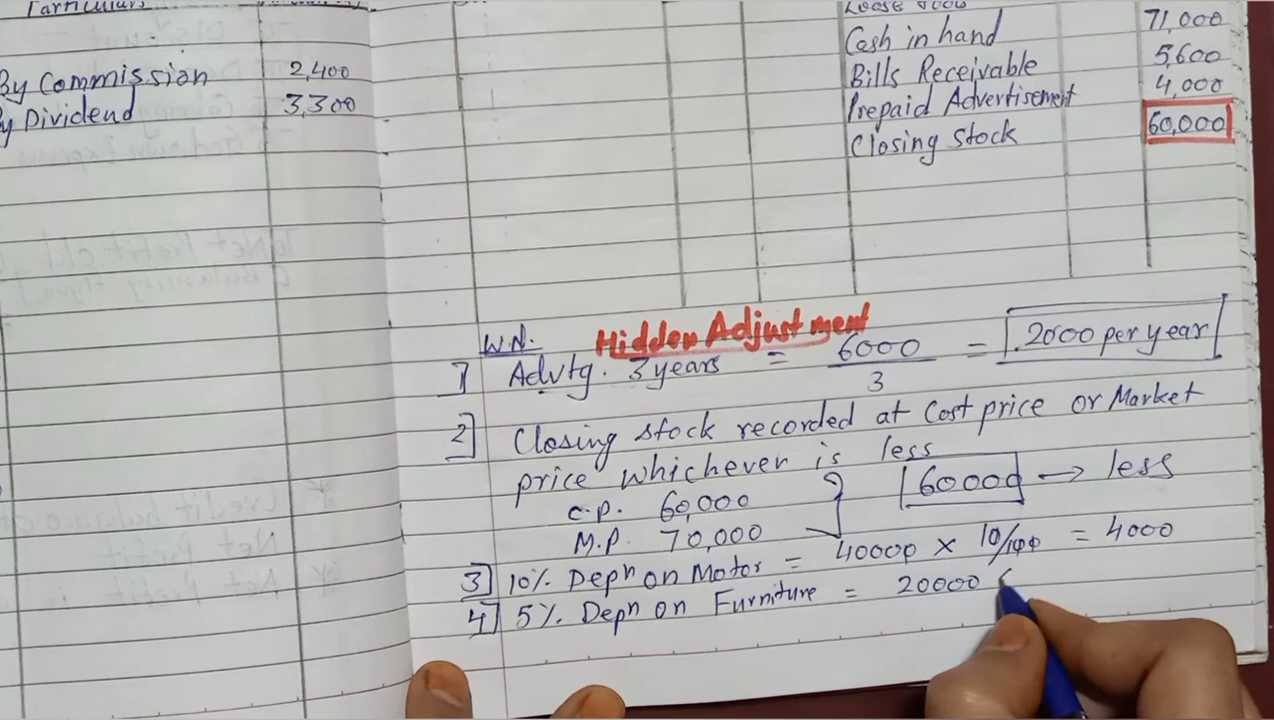 Particulars
By Commission 2,400
By Dividend 3,300
Loose Tools
Cash in hand 71,000
Bills Receivable 5,600
Prepaid Advertisement 4,000
Closing Stock 60,000
W.N. Hidden Adjustment
1] Advtg. 3 years = 6000/3 = 2000 per year
2] Closing stock recorded at Cost price or Market
price whichever is less
C.P. 60,000
M.P. 70,000
60000 → less
3] 10% Depn on Motor = 40000 × 10/100 = 4000
4] 5% Depn on Furniture = 20000